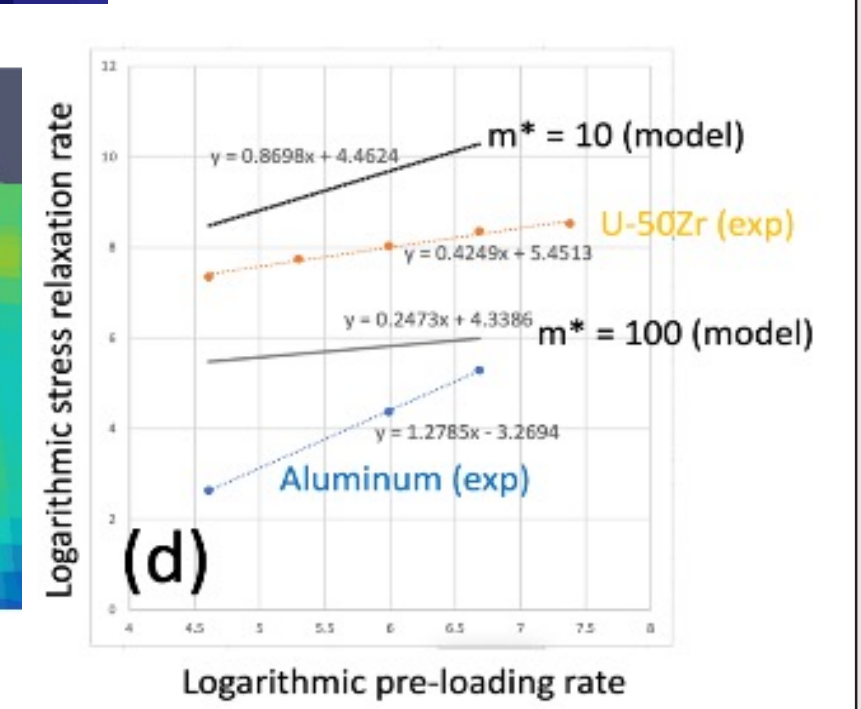 12
10
8
6
4
2
0
Logarithmic stress relaxation rate
y = 0.8698x + 4.4624
m* = 10 (model)
U-50Zr (exp)
y = 0.4249x + 5.4513
y = 0.2473x + 4.3386
m* = 100 (model)
y = 1.2785x - 3.2694
Aluminum (exp)
(d)
4 4.5 5 5.5 6 6.5 7 7.5 8
Logarithmic pre-loading rate